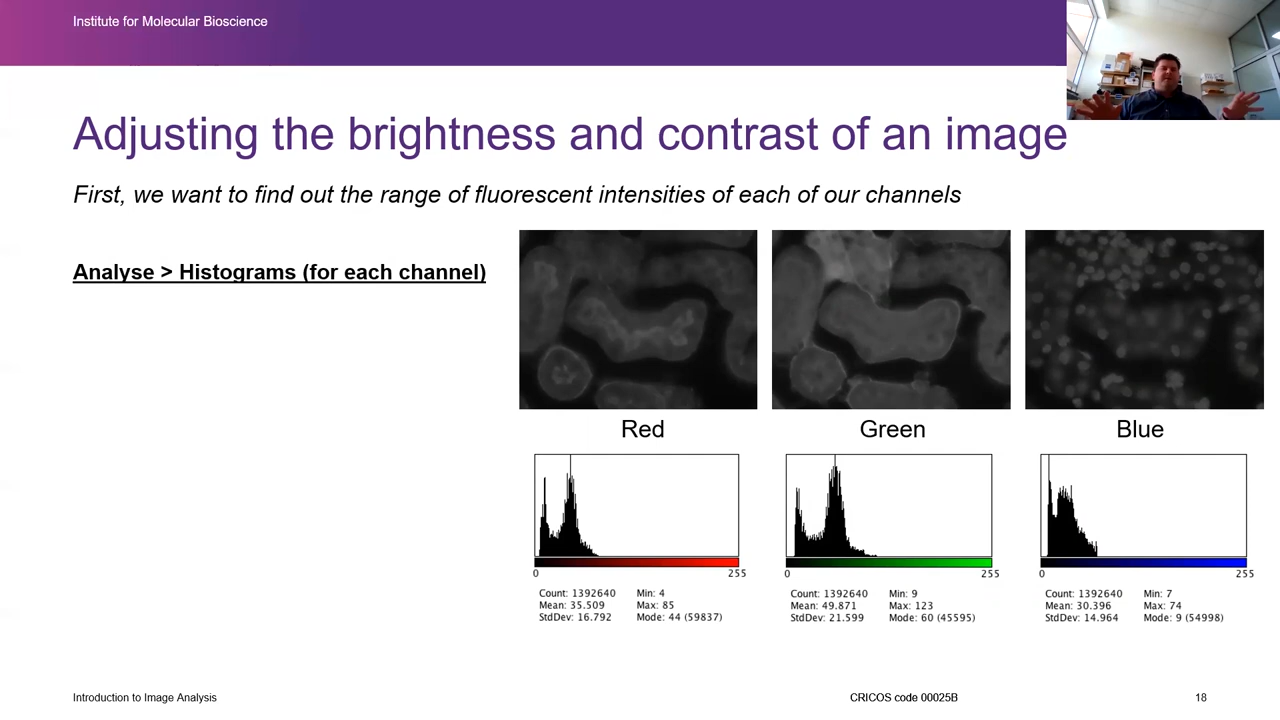 Institute for Molecular Bioscience
Adjusting the brightness and contrast of an image
First, we want to find out the range of fluorescent intensities of each of our channels
Analyse > Histograms (for each channel)
Red
Green
Blue
0 255
Count: 1392640 Min: 4
Mean: 35.509 Max: 85
StdDev: 16.792 Mode: 44 (59837)
0 255
Count: 1392640 Min: 9
Mean: 49.871 Max: 123
StdDev: 21.599 Mode: 60 (45595)
0 255
Count: 1392640 Min: 7
Mean: 30.396 Max: 74
StdDev: 14.964 Mode: 9 (54998)
Introduction to Image Analysis
CRICOS code 00025B
18